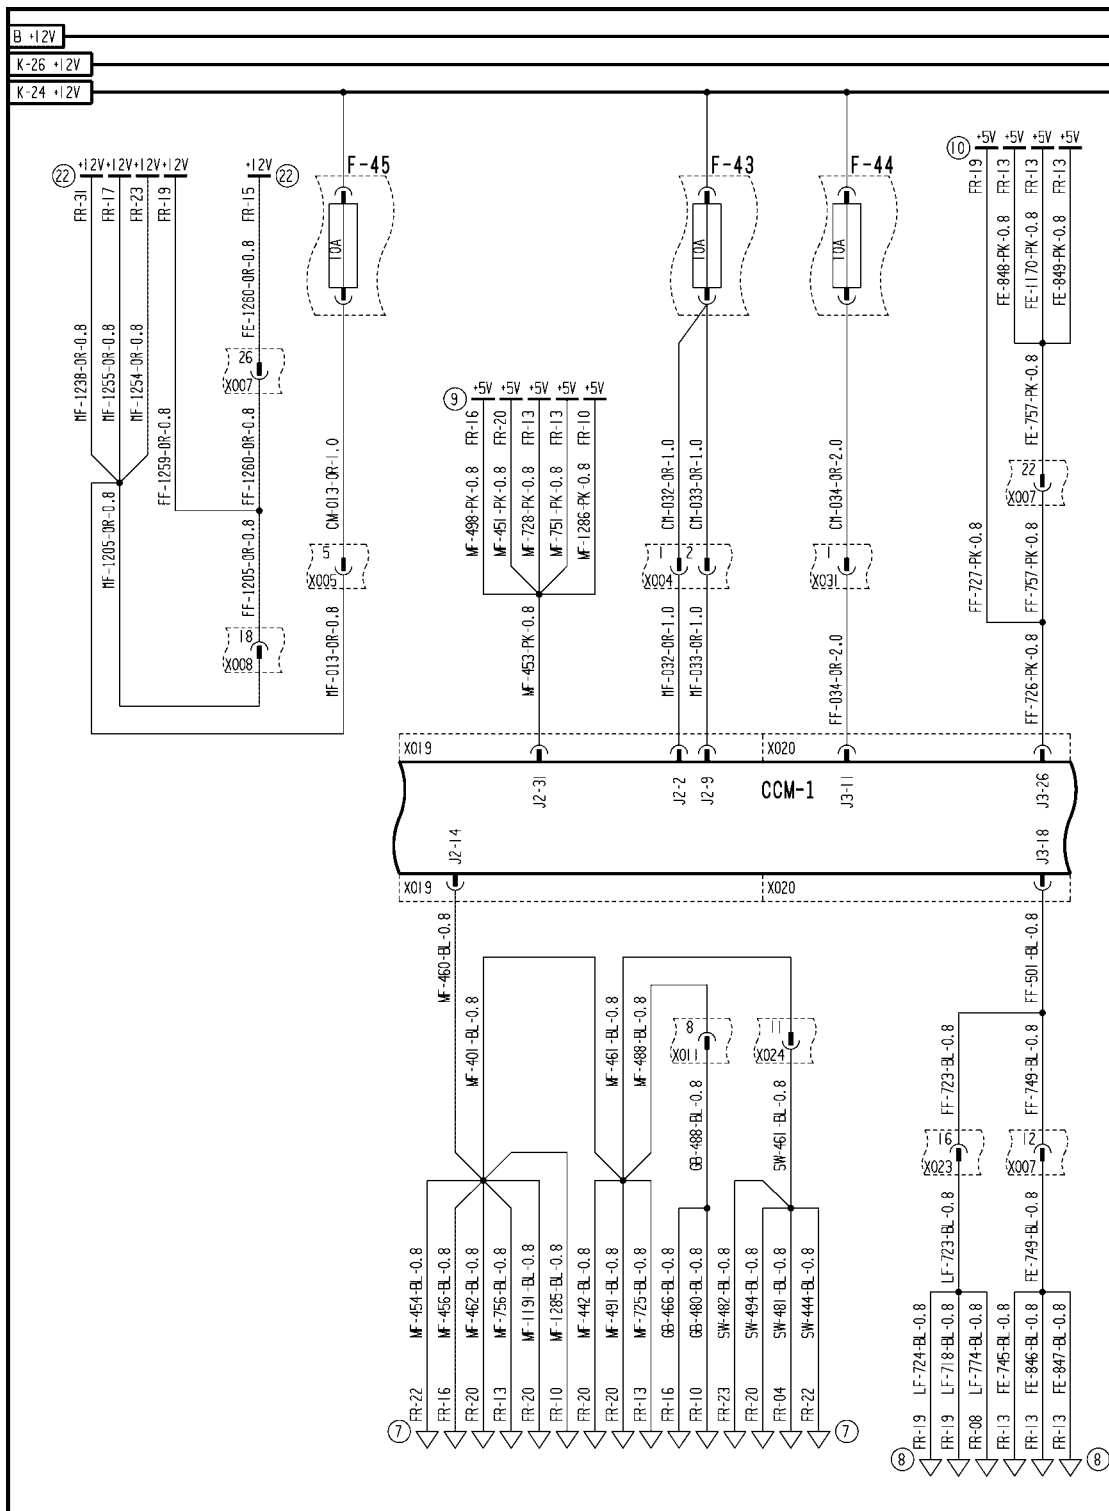 B +12V
K-26 +12V
K-24 +12V
22
+12V
+12V
+12V
+12V
+12V
22
F-45
F-43
F-44
10
+5V
+5V
+5V
+5V
FR-31
FR-17
FR-23
FR-19
FR-15
10A
10A
10A
FR-19
FR-13
FR-13
FR-13
FE-848-PK-0.8
FE-1170-PK-0.8
FE-849-PK-0.8
FE-1260-OR-0.8
MF-1238-OR-0.8
MF-1255-OR-0.8
MF-1254-OR-0.8
26
X007
9
+5V
+5V
+5V
+5V
+5V
FR-16
FR-20
FR-13
FR-13
FR-10
FE-757-PK-0.8
22
X007
FF-1259-OR-0.8
FF-1260-OR-0.8
CM-013-OR-1.0
MF-498-PK-0.8
MF-451-PK-0.8
MF-728-PK-0.8
MF-751-PK-0.8
MF-1286-PK-0.8
CM-032-OR-1.0
CM-033-OR-1.0
CM-034-OR-2.0
MF-1205-OR-0.8
FF-1205-OR-0.8
5
X005
1
2
X004
1
X031
FF-727-PK-0.8
FF-757-PK-0.8
18
X008
MF-013-OR-0.8
MF-453-PK-0.8
MF-032-OR-1.0
MF-033-OR-1.0
FF-034-OR-2.0
FF-726-PK-0.8
X019
X020
J2-31
J2-2
J2-9
CCM-1
J3-11
J3-26
J2-14
J3-18
X019
X020
MF-460-BL-0.8
FF-501-BL-0.8
MF-401-BL-0.8
MF-461-BL-0.8
MF-488-BL-0.8
8
X011
11
X024
FF-723-BL-0.8
FF-749-BL-0.8
GB-488-BL-0.8
SW-461-BL-0.8
16
X023
12
X007
LF-723-BL-0.8
FE-749-BL-0.8
MF-454-BL-0.8
MF-456-BL-0.8
MF-462-BL-0.8
MF-756-BL-0.8
MF-1191-BL-0.8
MF-1285-BL-0.8
MF-442-BL-0.8
MF-491-BL-0.8
MF-725-BL-0.8
GB-466-BL-0.8
GB-480-BL-0.8
SW-482-BL-0.8
SW-494-BL-0.8
SW-481-BL-0.8
SW-444-BL-0.8
LF-724-BL-0.8
LF-718-BL-0.8
LF-774-BL-0.8
FE-745-BL-0.8
FE-846-BL-0.8
FE-847-BL-0.8
7
FR-22
FR-16
FR-20
FR-13
FR-20
FR-10
FR-20
FR-20
FR-13
FR-16
FR-10
FR-23
FR-20
FR-04
FR-22
7
8
FR-19
FR-19
FR-08
FR-13
FR-13
FR-13
8